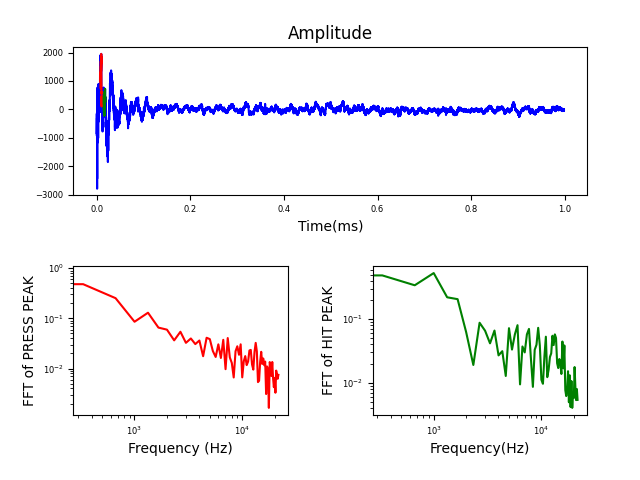 Amplitude
2000
1000
0
−1000
−2000
−3000
0.0 0.2 0.4 0.6 0.8 1.0
Time(ms)
FFT of PRESS PEAK
10⁰
10⁻¹
10⁻²
10³ 10⁴
Frequency (Hz)
FFT of HIT PEAK
10⁻¹
10⁻²
10³ 10⁴
Frequency(Hz)